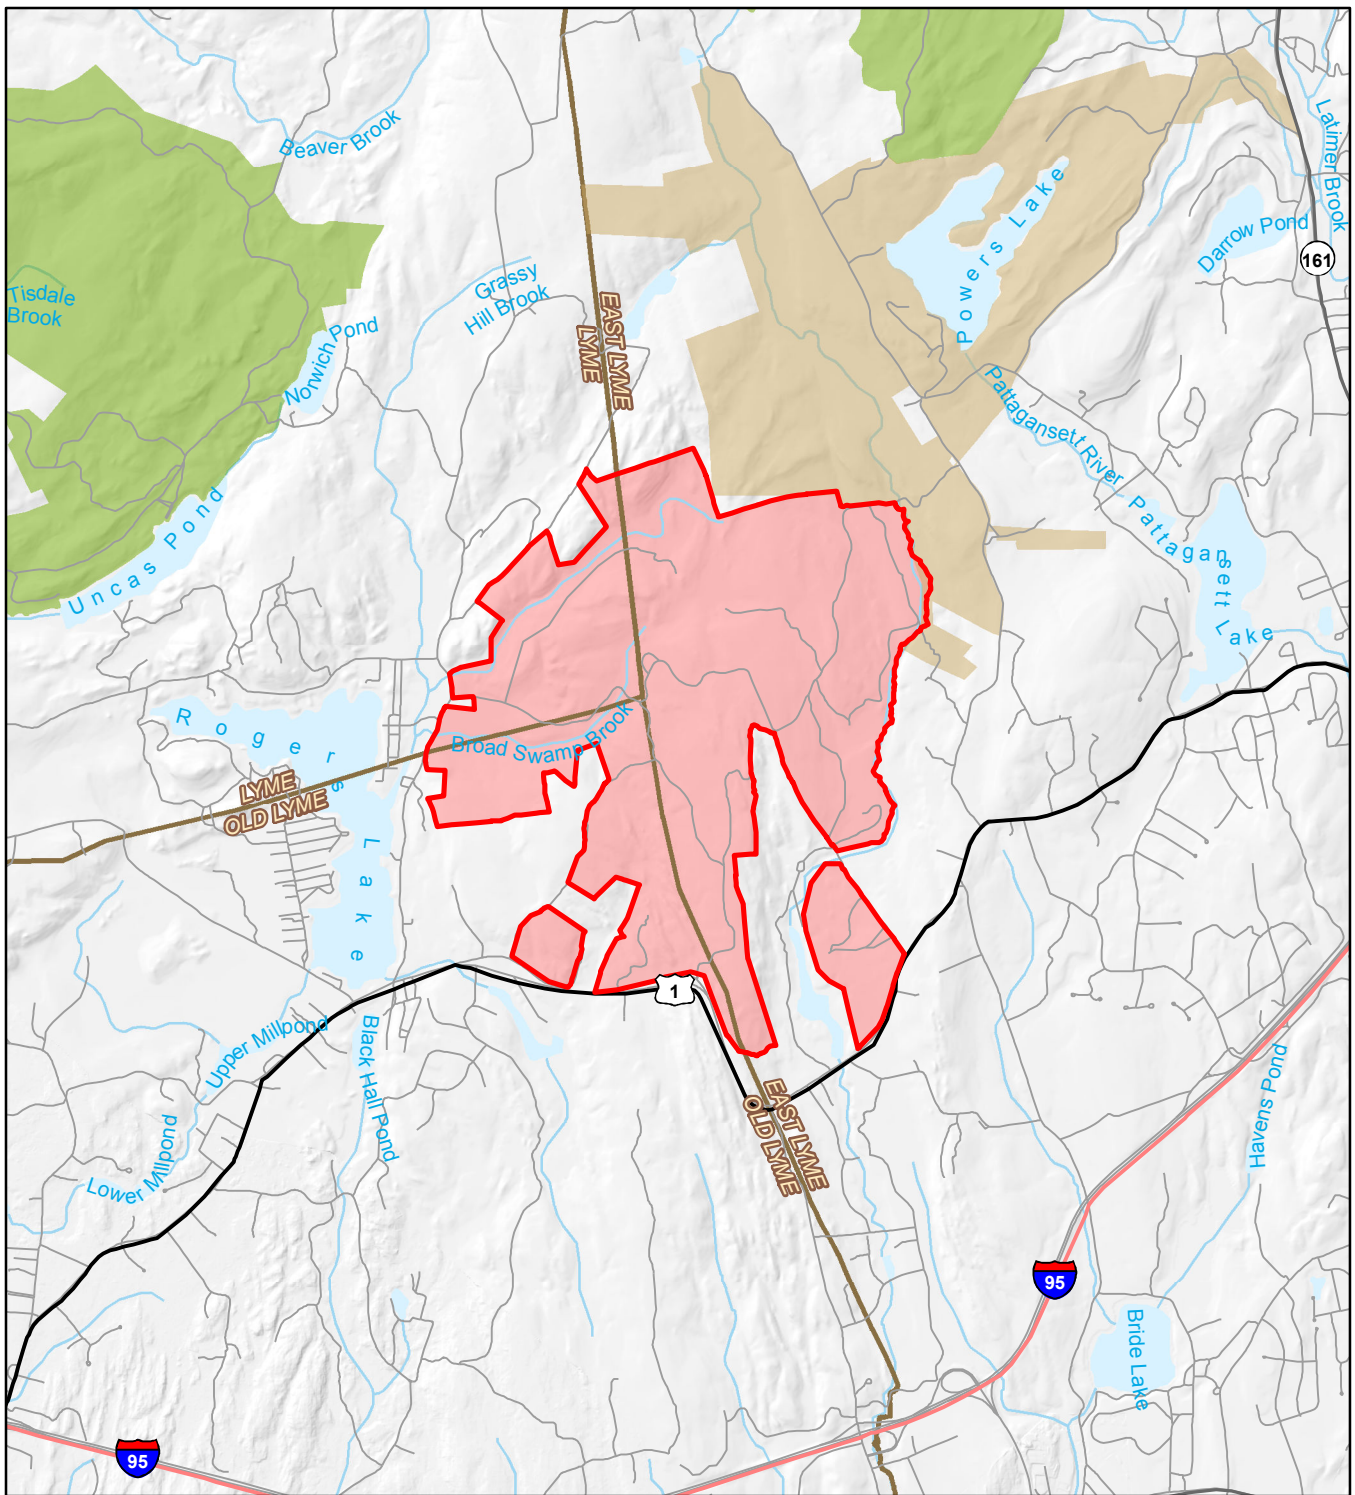 Beaver Brook
Latimer Brook
Powers Lake
Darrow Pond
161
Tisdale
Brook
Grassy
Hill Brook
Norwich Pond
EAST LYME
LYME
Pattagansett River
Uncas Pond
Pattagansett Lake
Rogers Lake
Broad Swamp Brook
LYME
OLD LYME
1
Upper Millpond
Black Hall Pond
Lower Millpond
EAST LYME
OLD LYME
Havens Pond
95
Bride Lake
95